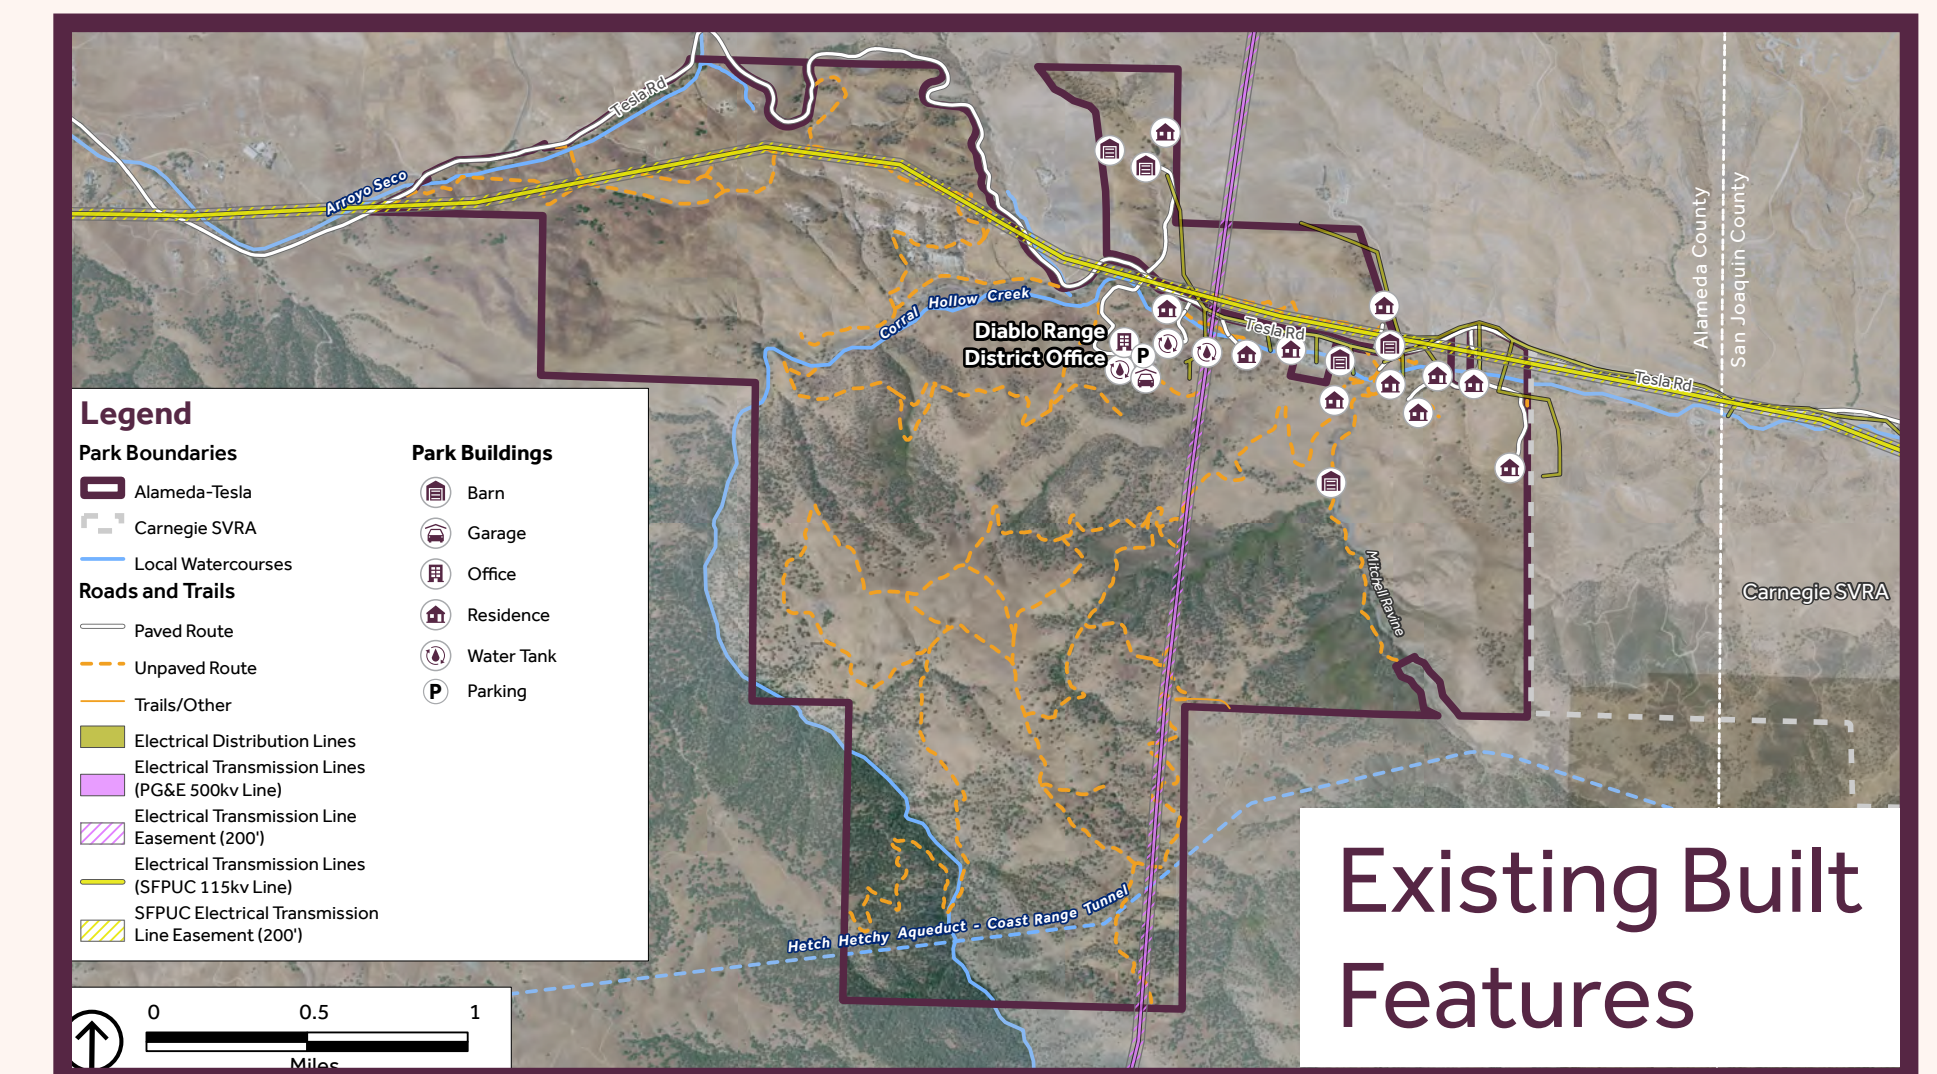 Tesla Rd
Arroyo Seco
Corral Hollow Creek
Diablo Range
District Office
P
Tesla Rd
Tesla Rd
Alameda County
San Joaquin County
Mitchell Ravine
Carnegie SVRA
Hetch Hetchy Aqueduct - Coast Range Tunnel
Legend
Park Boundaries
Alameda-Tesla
Carnegie SVRA
Local Watercourses
Roads and Trails
Paved Route
Unpaved Route
Trails/Other
Electrical Distribution Lines
Electrical Transmission Lines
(PG&E 500kv Line)
Electrical Transmission Line
Easement (200')
Electrical Transmission Lines
(SFPUC 115kv Line)
SFPUC Electrical Transmission
Line Easement (200')
Park Buildings
Barn
Garage
Office
Residence
Water Tank
P Parking
0 0.5 1
Miles
Existing Built
Features